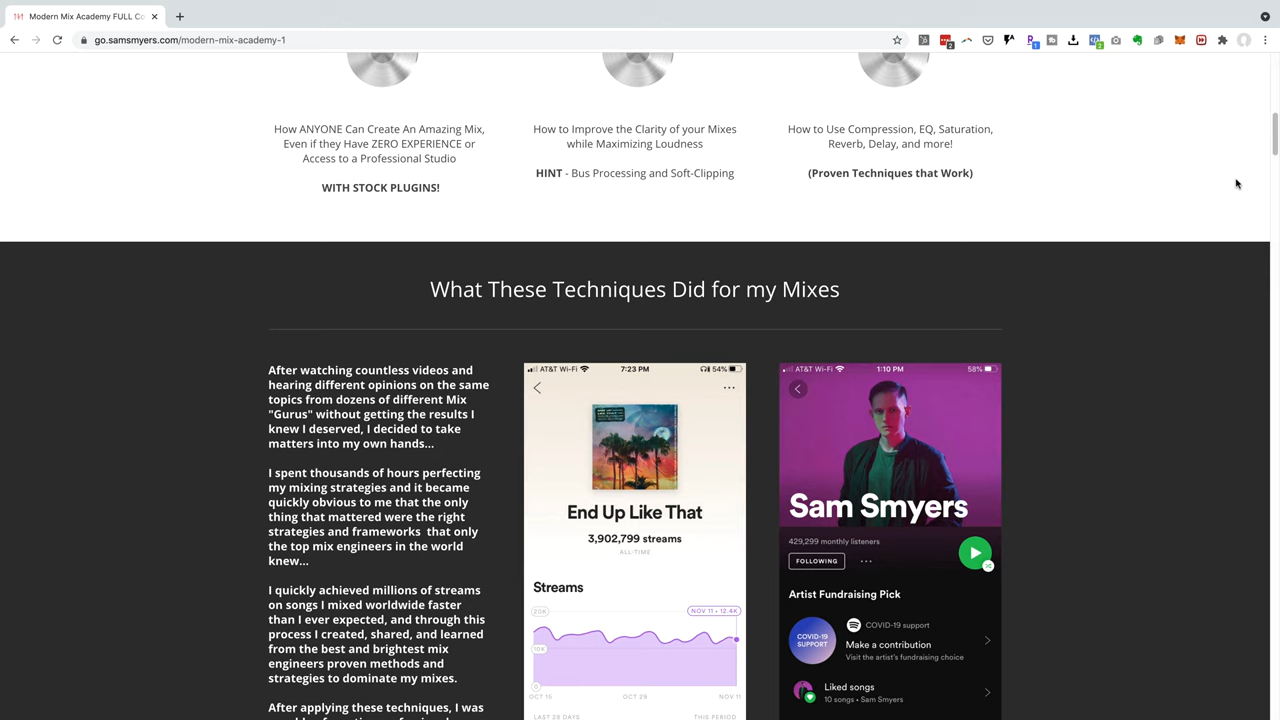 Modern Mix Academy FULL Co
go.samsmyers.com/modern-mix-academy-1
How ANYONE Can Create An Amazing Mix,
Even if they Have ZERO EXPERIENCE or
Access to a Professional Studio
WITH STOCK PLUGINS!
How to Improve the Clarity of your Mixes
while Maximizing Loudness
HINT - Bus Processing and Soft-Clipping
How to Use Compression, EQ, Saturation,
Reverb, Delay, and more!
(Proven Techniques that Work)
What These Techniques Did for my Mixes
After watching countless videos and
hearing different opinions on the same
topics from dozens of different Mix
"Gurus" without getting the results I
knew I deserved, I decided to take
matters into my own hands...
I spent thousands of hours perfecting
my mixing strategies and it became
quickly obvious to me that the only
thing that mattered were the right
strategies and frameworks that only
the top mix engineers in the world
knew...
I quickly achieved millions of streams
on songs I mixed worldwide faster
than I ever expected, and through this
process I created, shared, and learned
from the best and brightest mix
engineers proven methods and
strategies to dominate my mixes.
After applying these techniques, I was
AT&T Wi-Fi 7:23 PM 54%
End Up Like That
3,902,799 streams
ALL-TIME
Streams
20K
NOV 11 • 12.4K
10K
0
OCT 15 OCT 29 NOV 11
LAST 28 DAYS THIS PERIOD
AT&T Wi-Fi 1:10 PM 58%
Sam Smyers
429,299 monthly listeners
FOLLOWING
Artist Fundraising Pick
COVID-19
SUPPORT
COVID-19 support
Make a contribution
Visit the artist's fundraising choice
Liked songs
10 songs • Sam Smyers